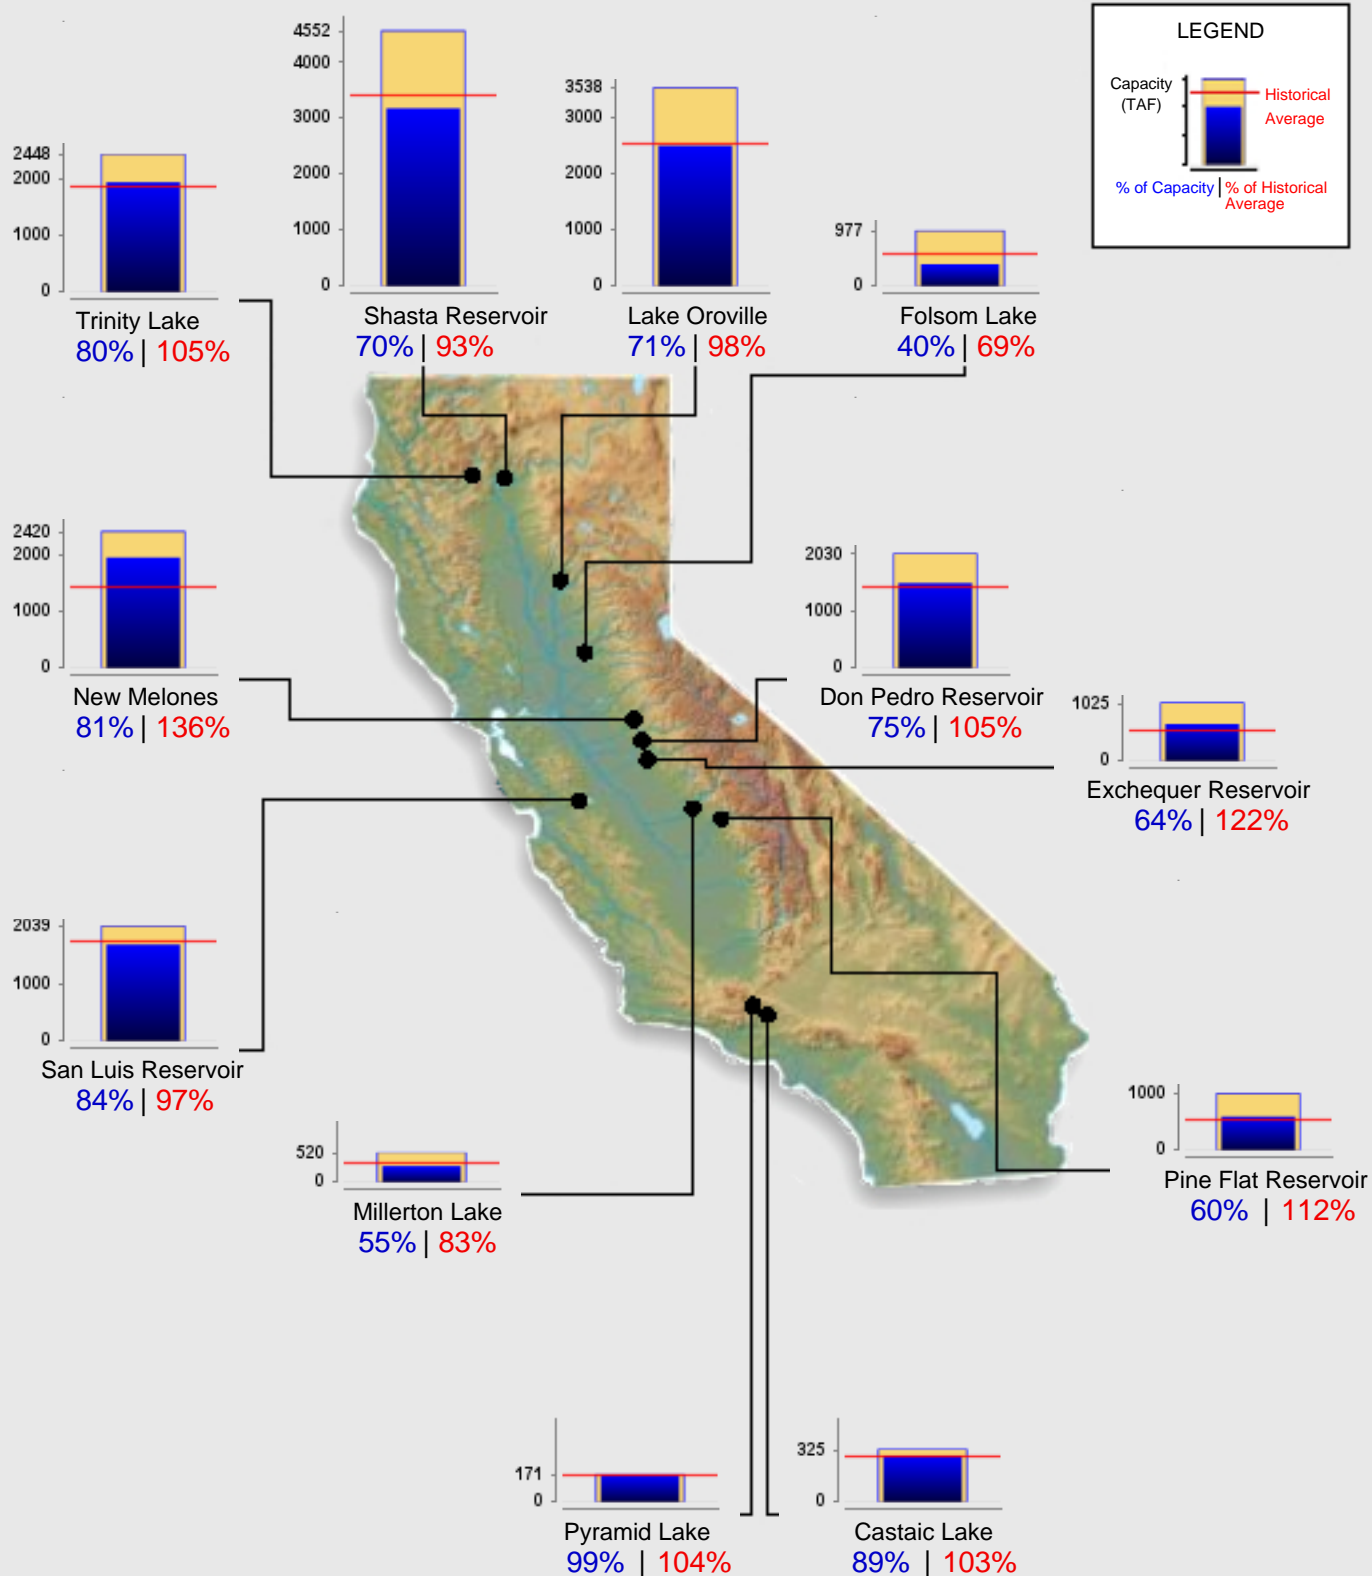 LEGEND
Capacity
(TAF)
Historical
Average
% of Capacity | % of Historical
Average
4552
4000
3000
2000
1000
0
Shasta Reservoir
70% | 93%
3538
3000
2000
1000
0
Lake Oroville
71% | 98%
2448
2000
1000
0
Trinity Lake
80% | 105%
977
0
Folsom Lake
40% | 69%
2420
2000
1000
0
New Melones
81% | 136%
2030
1000
0
Don Pedro Reservoir
75% | 105%
1025
0
Exchequer Reservoir
64% | 122%
2039
1000
0
San Luis Reservoir
84% | 97%
520
0
Millerton Lake
55% | 83%
1000
0
Pine Flat Reservoir
60% | 112%
171
0
Pyramid Lake
99% | 104%
325
0
Castaic Lake
89% | 103%